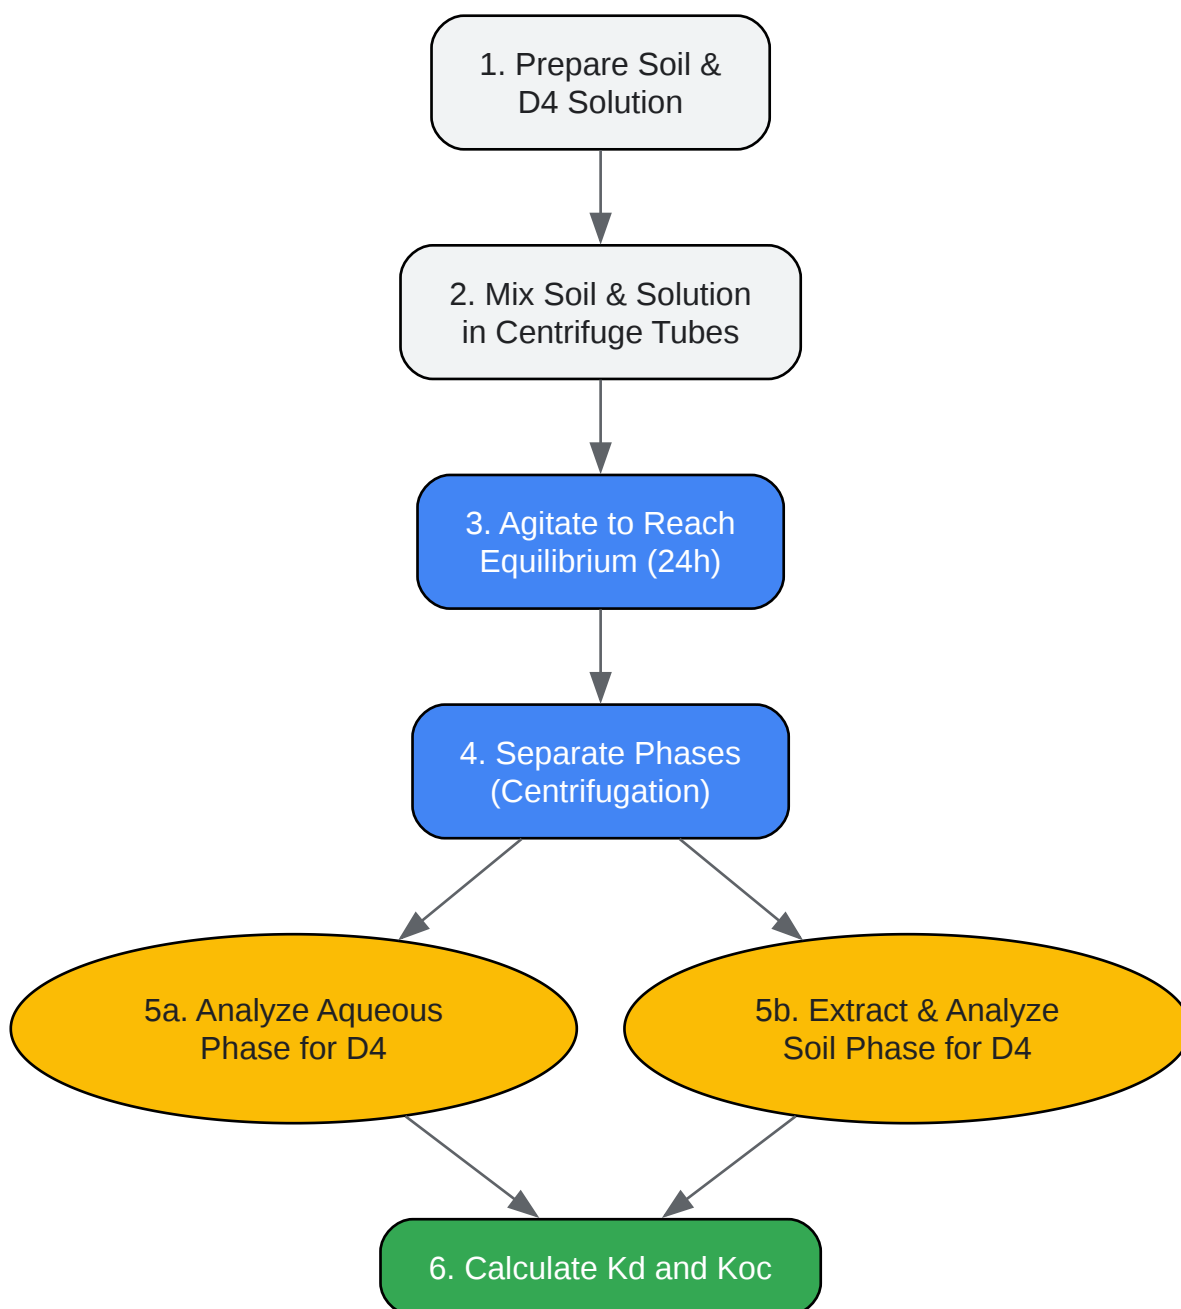 1. Prepare Soil &
D4 Solution
2. Mix Soil & Solution
in Centrifuge Tubes
3. Agitate to Reach
Equilibrium (24h)
4. Separate Phases
(Centrifugation)
5a. Analyze Aqueous
Phase for D4
5b. Extract & Analyze
Soil Phase for D4
6. Calculate Kd and Koc